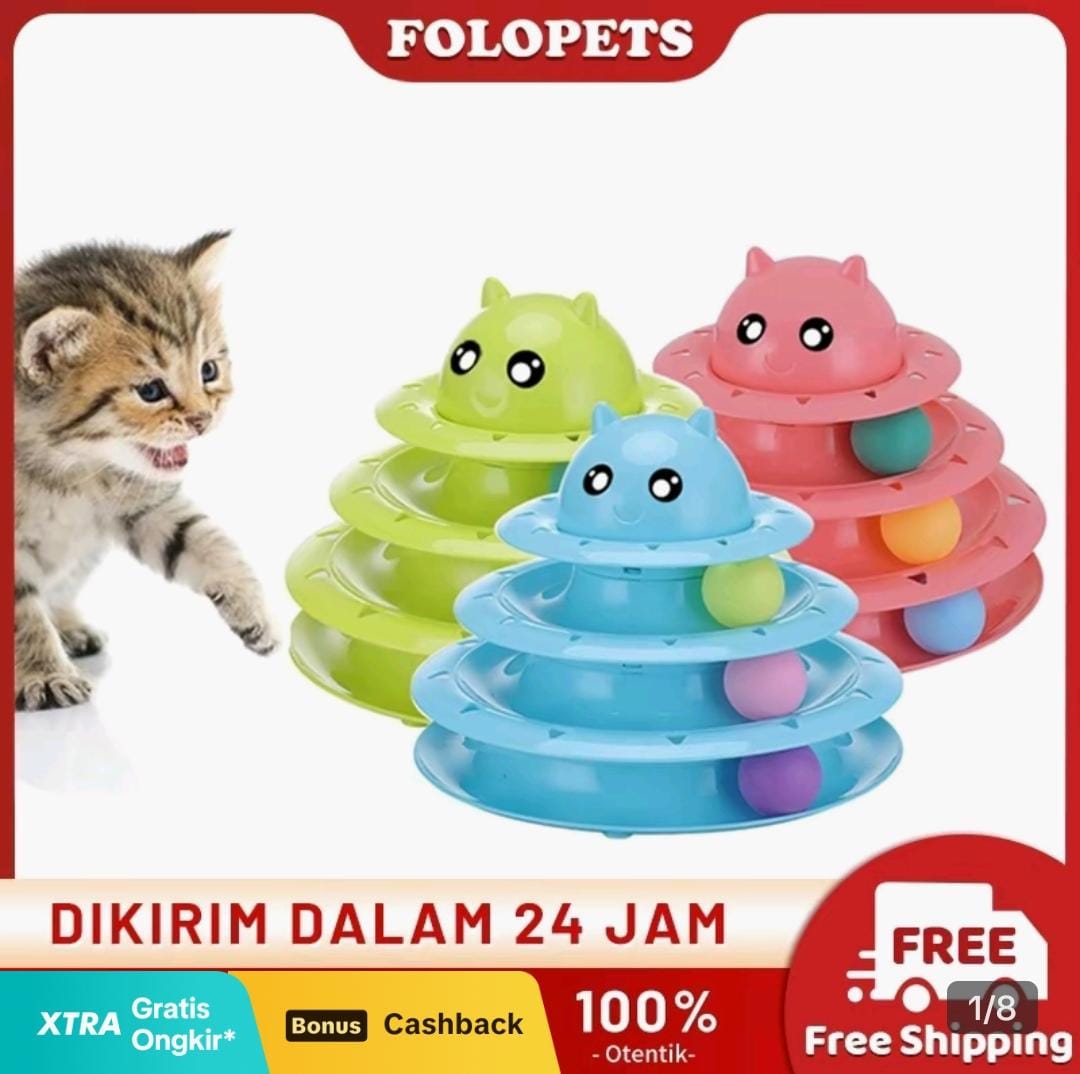 FOLOPETS
DIKIRIM DALAM 24 JAM
FREE
XTRA Gratis
Ongkir*
Bonus Cashback
100%
- Otentik-
1/8
Free Shipping